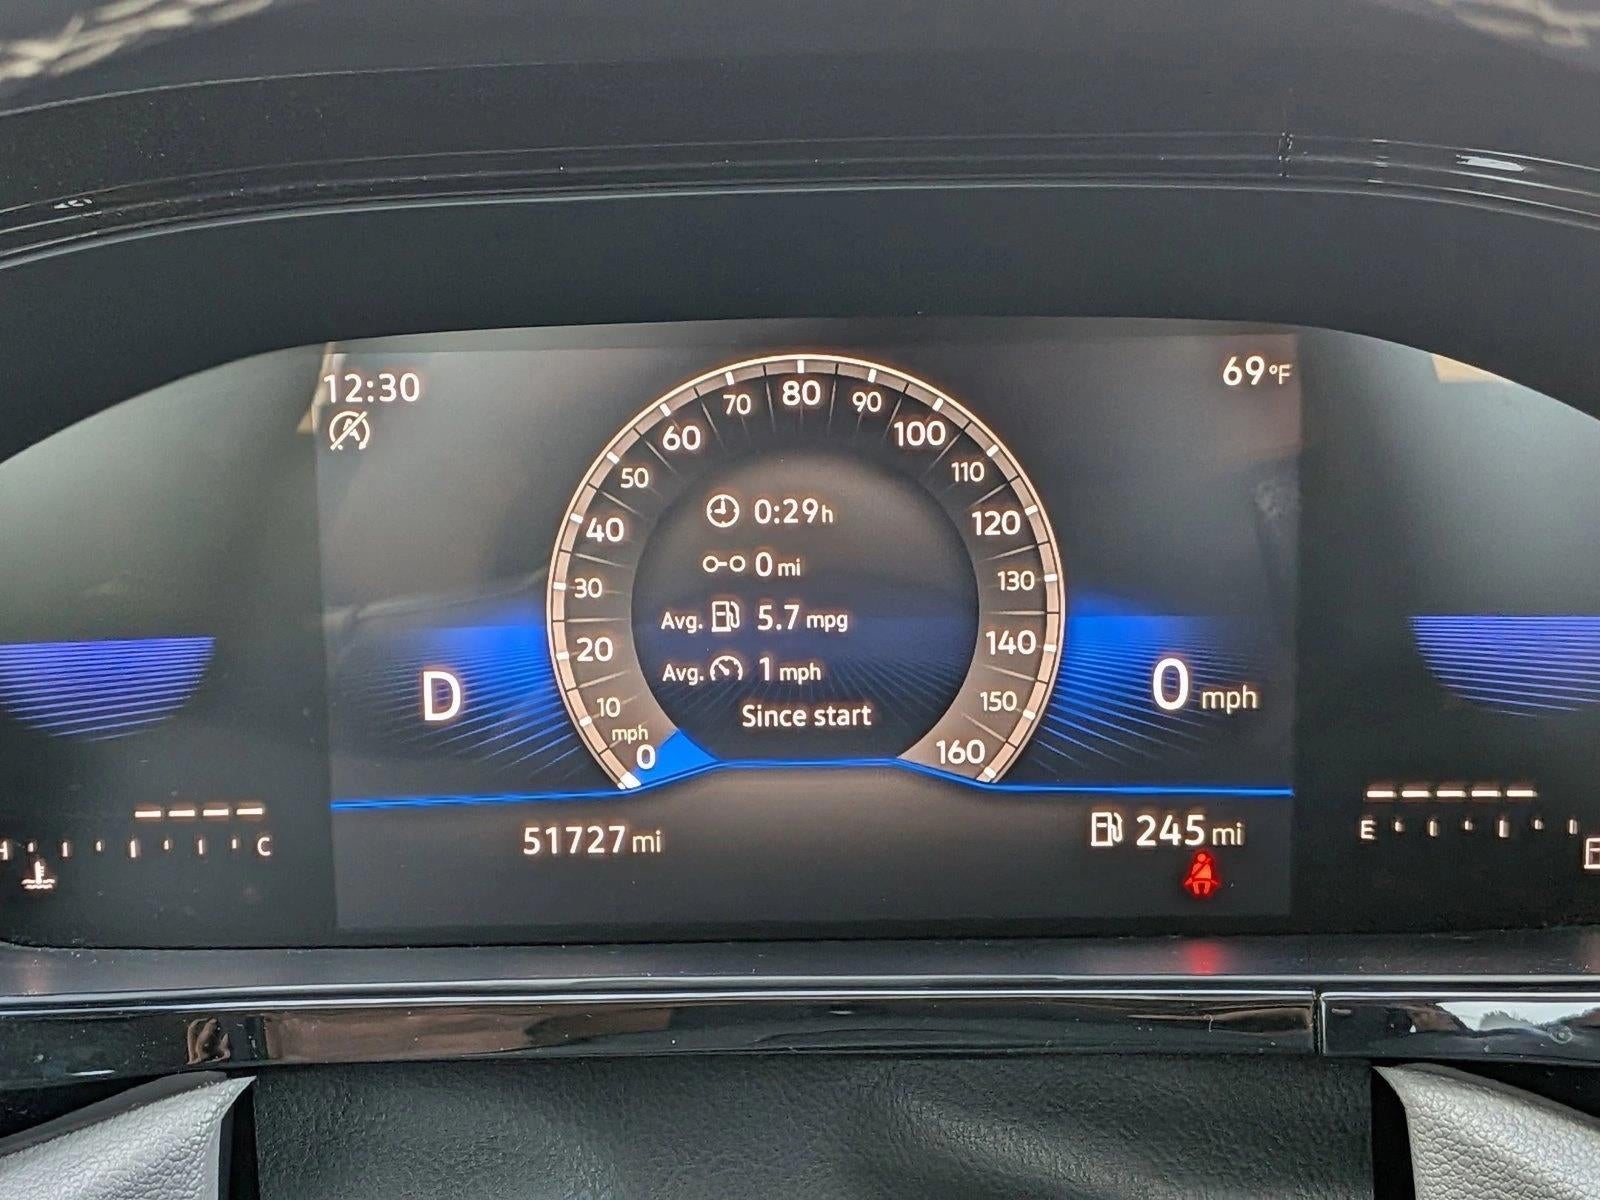 12:30
69°F
80
70
90
60
100
50
110
40
120
30
130
20
140
10
150
mph
0
160
0:29h
0 mi
Avg. 5.7 mpg
Avg. 1 mph
Since start
D
0 mph
51727 mi
245 mi
H
C
E